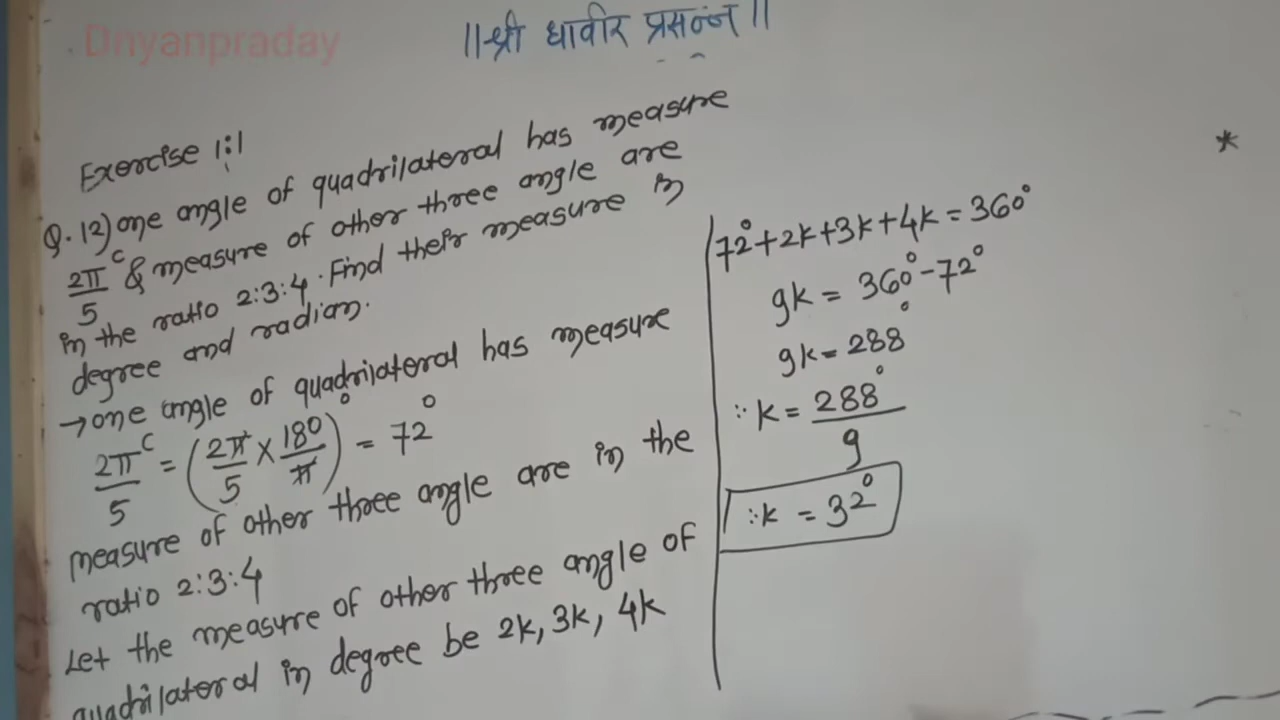 Dnyanpraday
॥श्री धावीर प्रसन्न॥
Exercise 1:1
Q.12) one angle of quadrilateral has measure
2π/5 ᶜ & measure of other three angle are
in the ratio 2:3:4. Find their measure in
degree and radian.
→ one angle of quadrilateral has measure
2π/5 ᶜ = (2π/5 × 180/π)° = 72°
measure of other three angle are in the
ratio 2:3:4
Let the measure of other three angle of
quadrilateral in degree be 2k, 3k, 4k
72°+2k+3k+4k=360°
9k = 360°-72°
9k = 288°
∴ k = 288°/9
∴ k = 32°
*